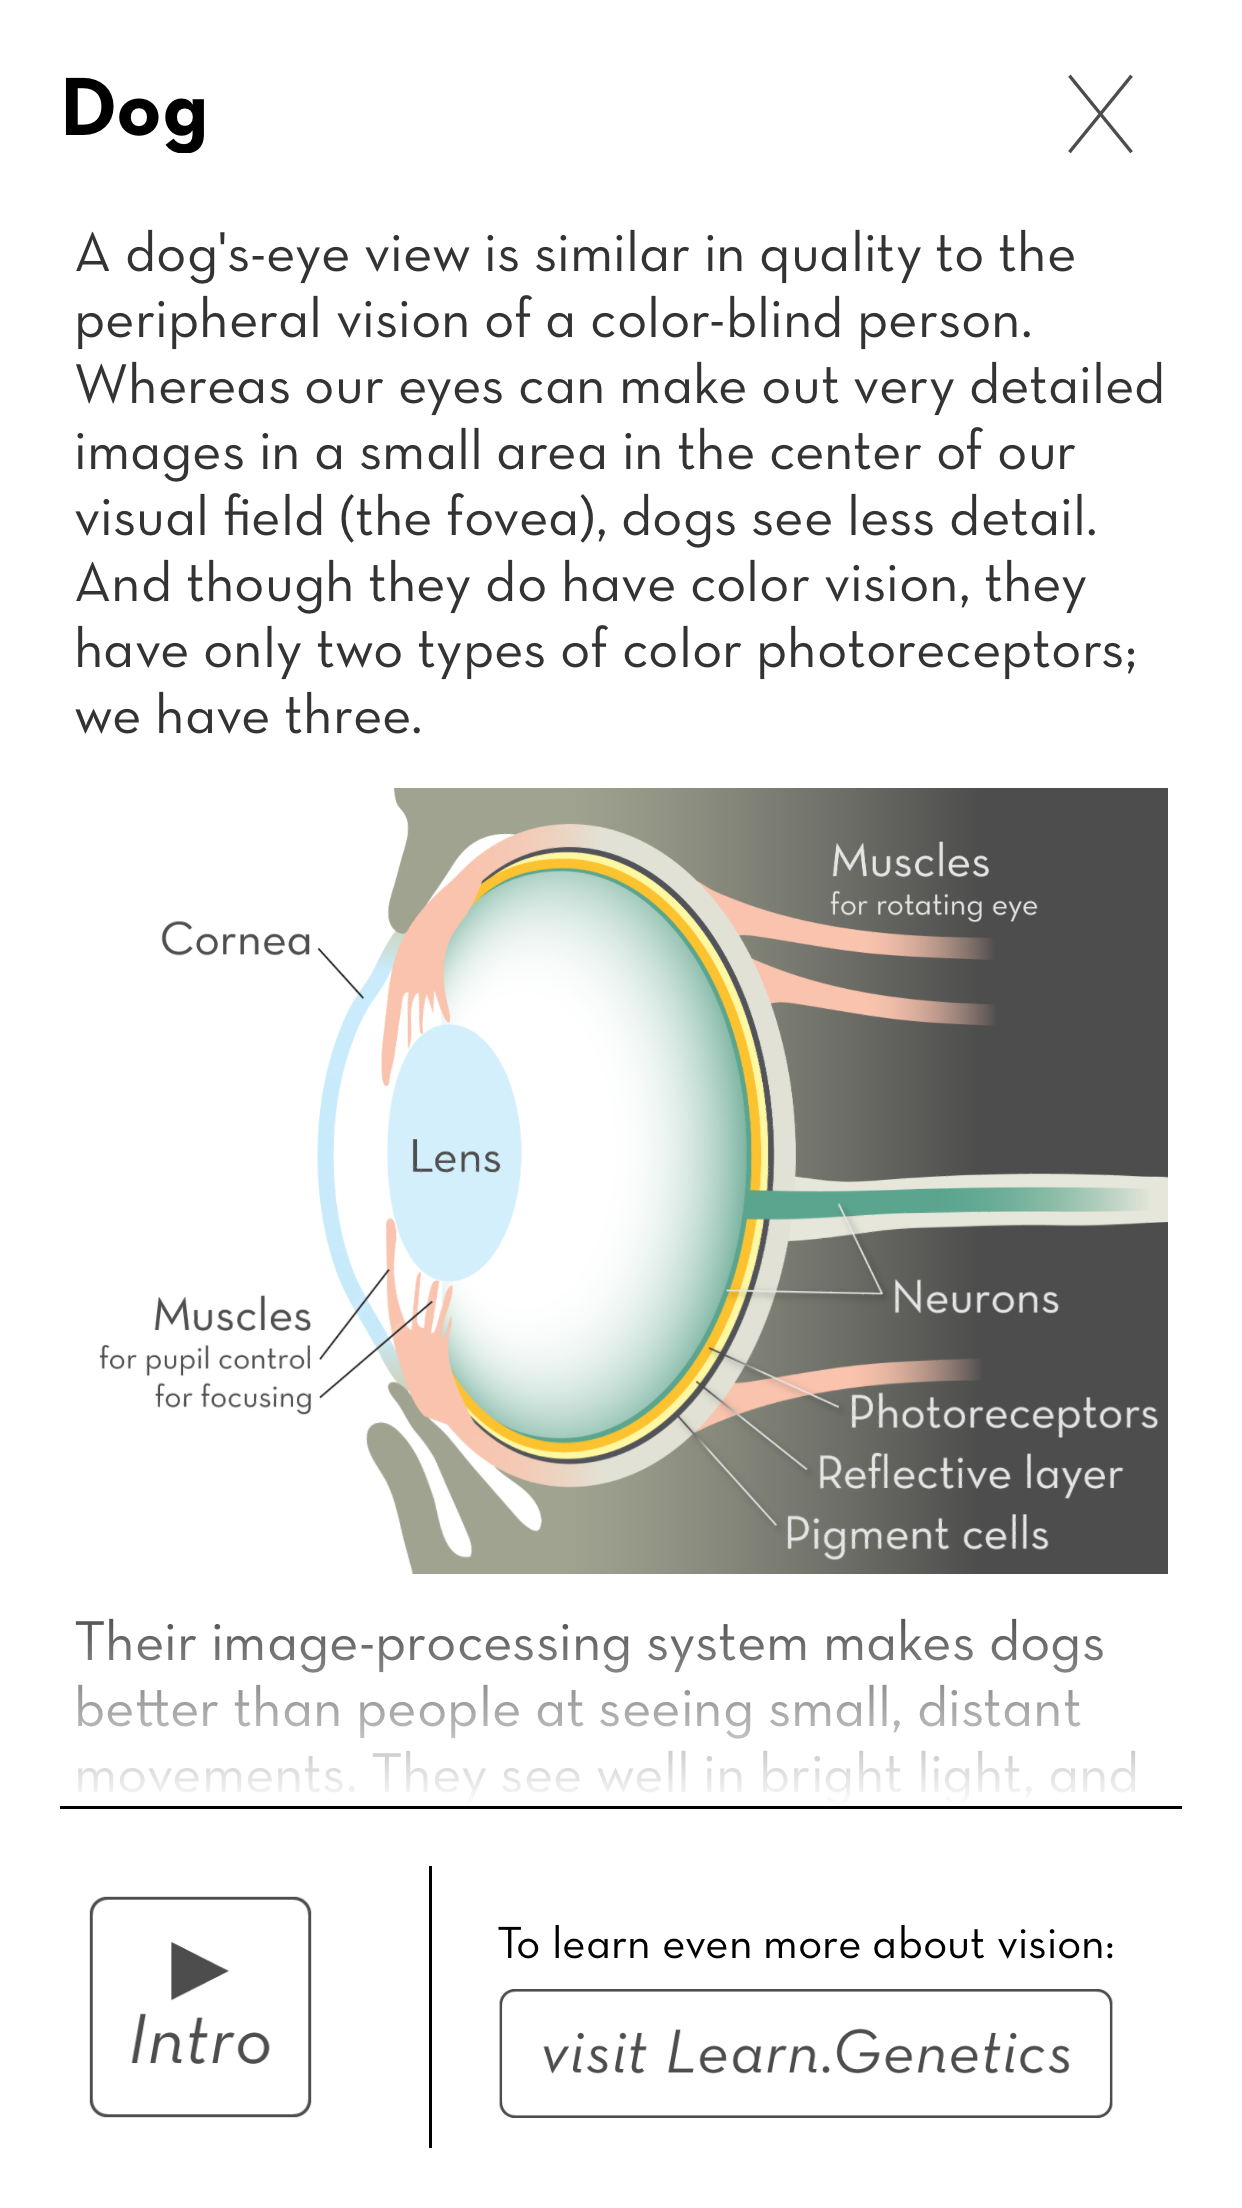 Dog
A dog's-eye view is similar in quality to the
peripheral vision of a color-blind person.
Whereas our eyes can make out very detailed
images in a small area in the center of our
visual field (the fovea), dogs see less detail.
And though they do have color vision, they
have only two types of color photoreceptors;
we have three.
Muscles
for rotating eye
Cornea
Lens
Neurons
Muscles
for pupil control
for focusing
Photoreceptors
Reflective layer
Pigment cells
Their image-processing system makes dogs
better than people at seeing small, distant
movements. They see well in bright light, and
Intro
To learn even more about vision:
visit Learn.Genetics